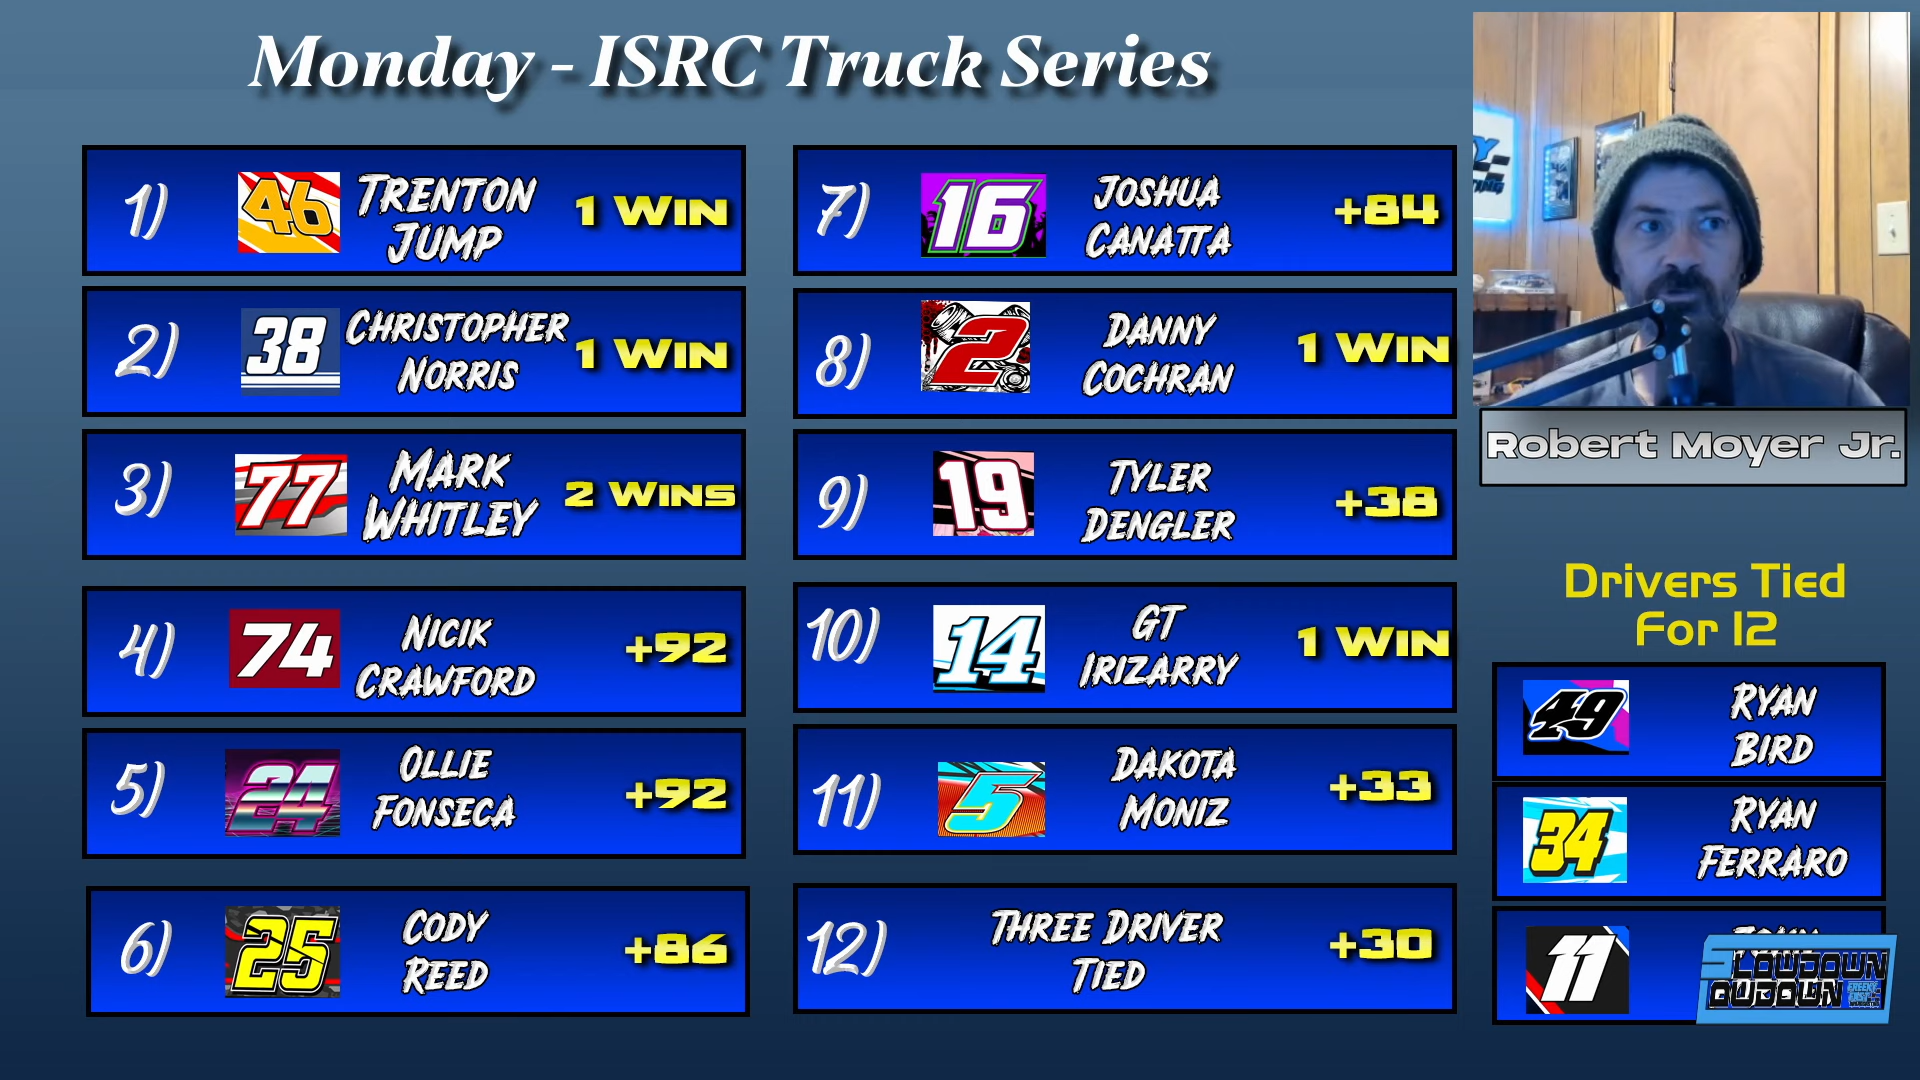 Monday - ISRC Truck Series
1)
46
Trenton
Jump
1 Win
2)
38
Christopher
Norris
1 Win
3)
77
Mark
Whitley
2 Wins
4)
74
Nicik
Crawford
+92
5)
24
Ollie
Fonseca
+92
6)
25
Cody
Reed
+86
7)
16
Joshua
Canatta
+84
8)
2
Danny
Cochran
1 Win
9)
19
Tyler
Dengler
+38
10)
14
GT
Irizarry
1 Win
11)
5
Dakota
Moniz
+33
12)
Three Driver
Tied
+30
Robert Moyer Jr.
Drivers Tied
For 12
49
Ryan
Bird
34
Ryan
Ferraro
11